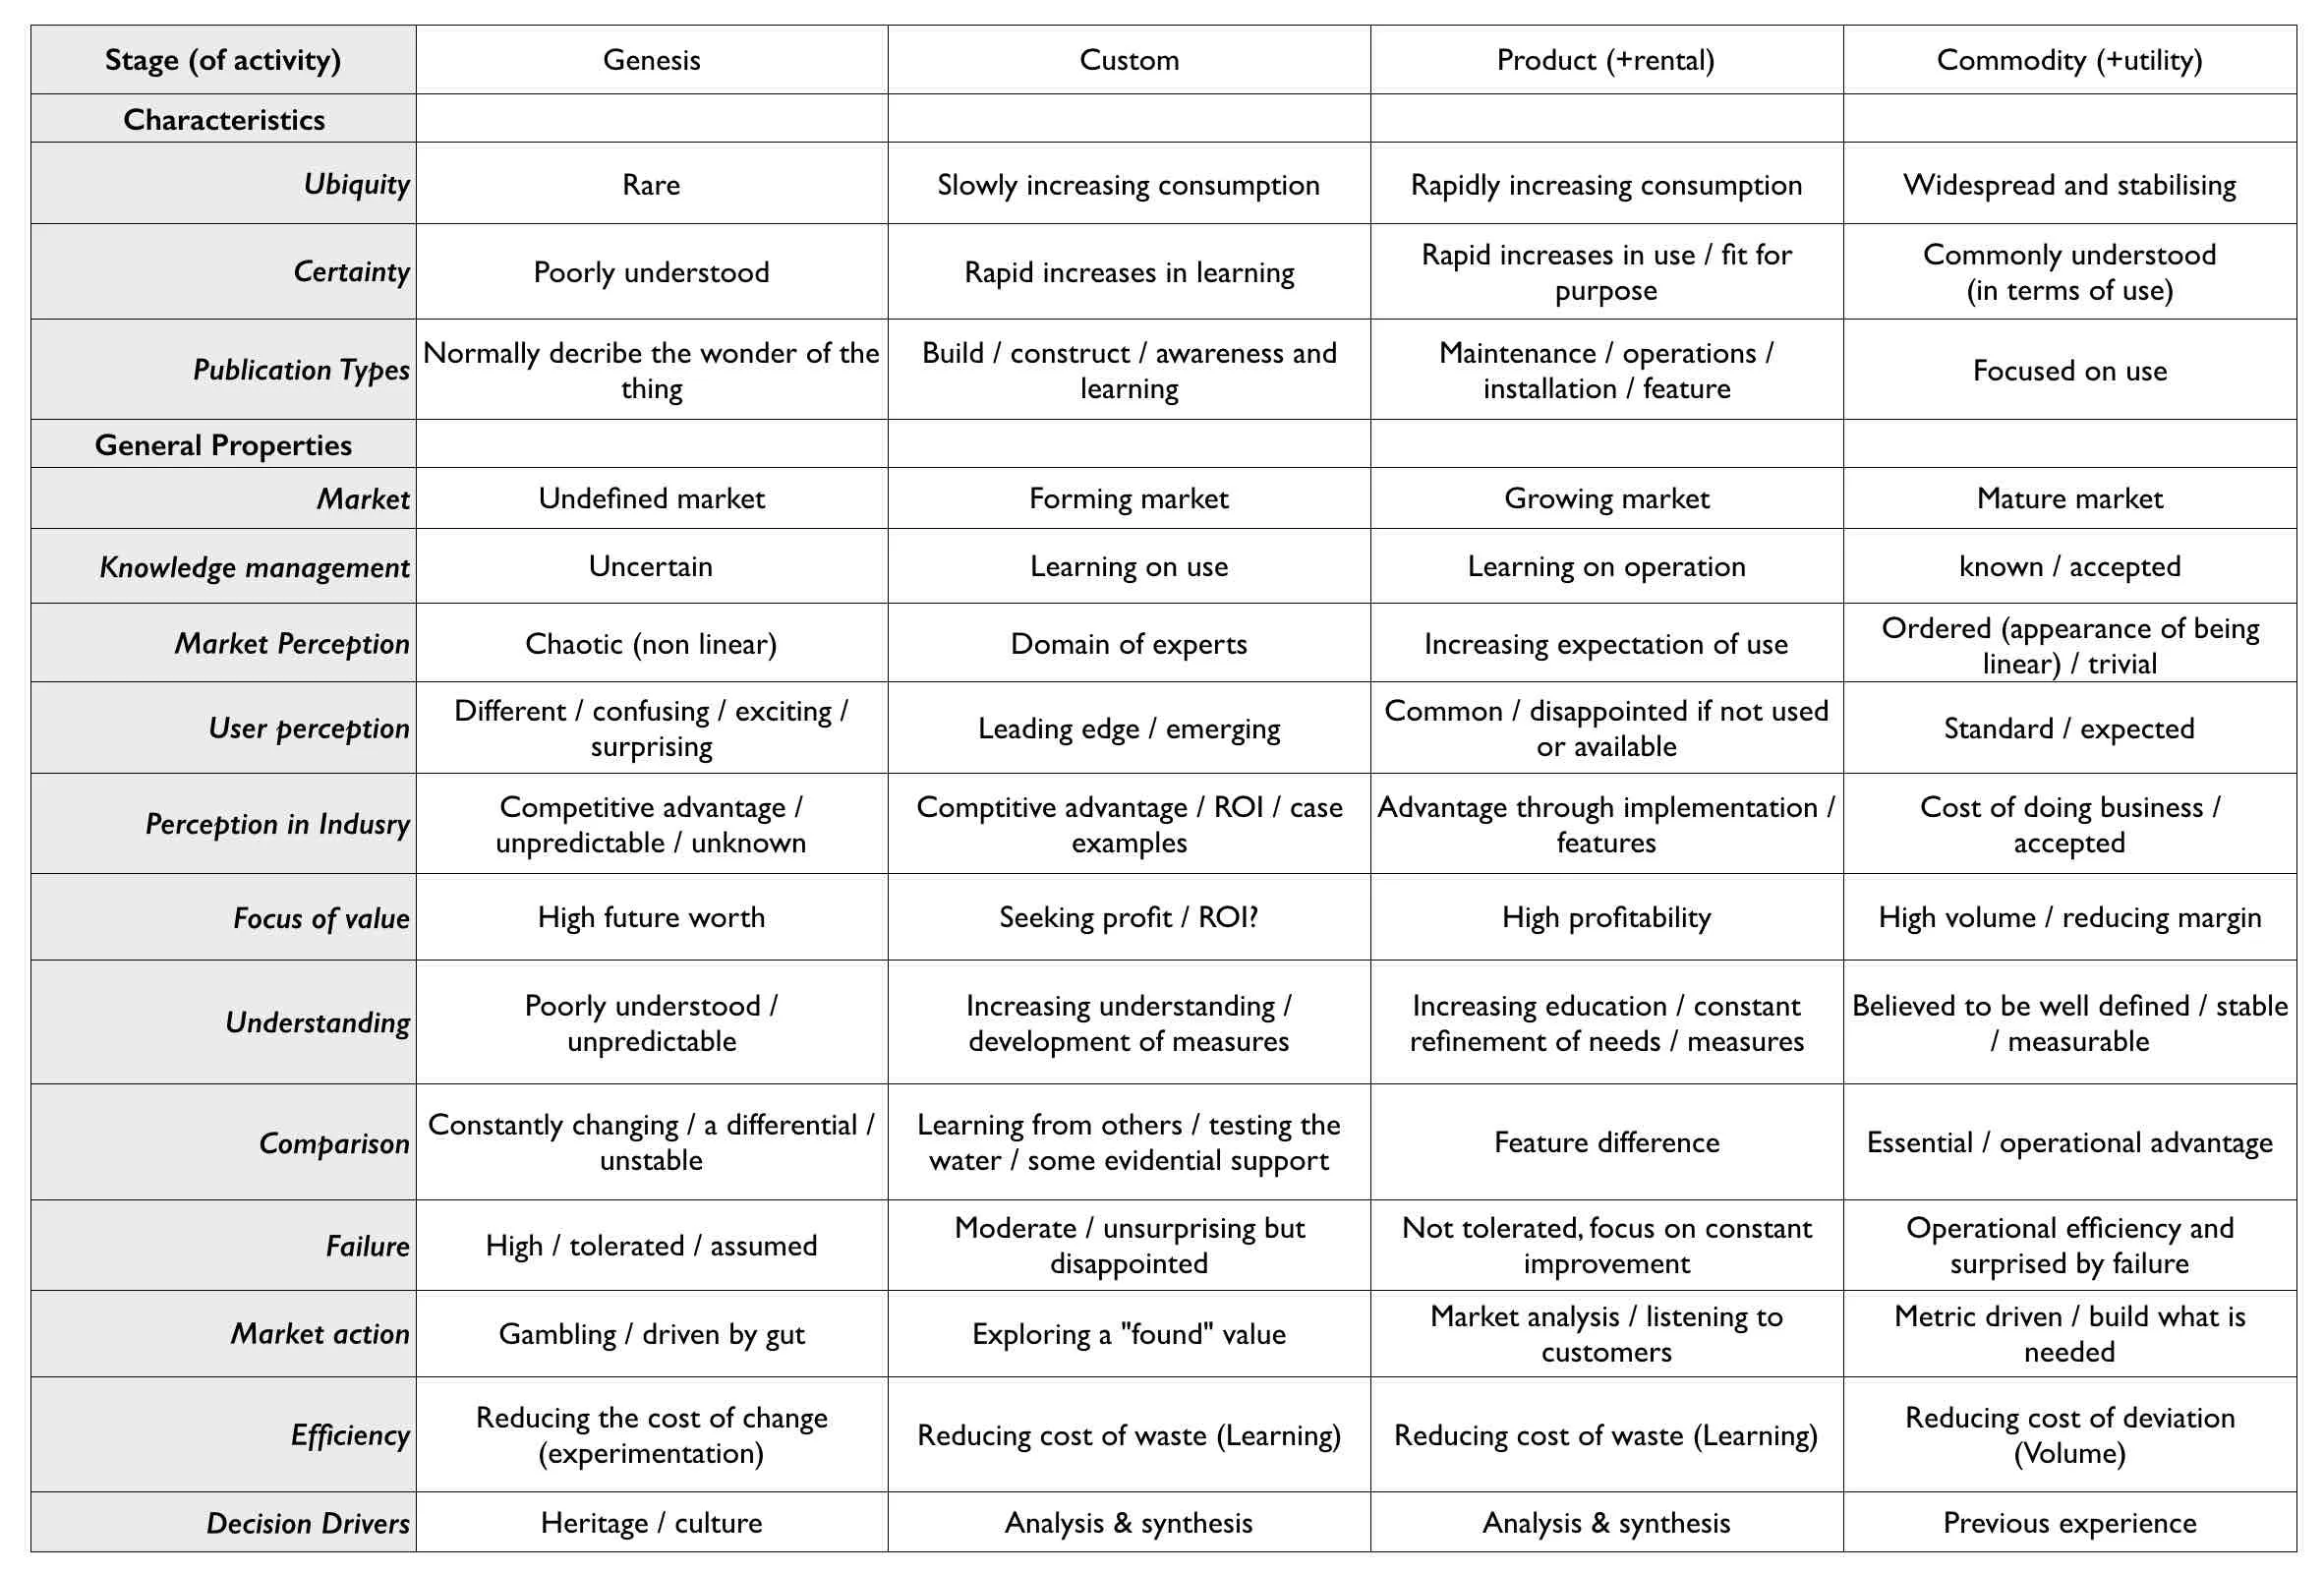 Stage (of activity) Genesis Custom Product (+rental) Commodity (+utility)
Characteristics
Ubiquity Rare Slowly increasing consumption Rapidly increasing consumption Widespread and stabilising
Certainty Poorly understood Rapid increases in learning Rapid increases in use / fit for
purpose Commonly understood
(in terms of use)
Publication Types Normally decribe the wonder of the
thing Build / construct / awareness and
learning Maintenance / operations /
installation / feature Focused on use
General Properties
Market Undefined market Forming market Growing market Mature market
Knowledge management Uncertain Learning on use Learning on operation known / accepted
Market Perception Chaotic (non linear) Domain of experts Increasing expectation of use Ordered (appearance of being
linear) / trivial
User perception Different / confusing / exciting /
surprising Leading edge / emerging Common / disappointed if not used
or available Standard / expected
Perception in Indusry Competitive advantage /
unpredictable / unknown Comptitive advantage / ROI / case
examples Advantage through implementation /
features Cost of doing business /
accepted
Focus of value High future worth Seeking profit / ROI? High profitability High volume / reducing margin
Understanding Poorly understood /
unpredictable Increasing understanding /
development of measures Increasing education / constant
refinement of needs / measures Believed to be well defined / stable
/ measurable
Comparison Constantly changing / a differential /
unstable Learning from others / testing the
water / some evidential support Feature difference Essential / operational advantage
Failure High / tolerated / assumed Moderate / unsurprising but
disappointed Not tolerated, focus on constant
improvement Operational efficiency and
surprised by failure
Market action Gambling / driven by gut Exploring a "found" value Market analysis / listening to
customers Metric driven / build what is
needed
Efficiency Reducing the cost of change
(experimentation) Reducing cost of waste (Learning) Reducing cost of waste (Learning) Reducing cost of deviation
(Volume)
Decision Drivers Heritage / culture Analysis & synthesis Analysis & synthesis Previous experience